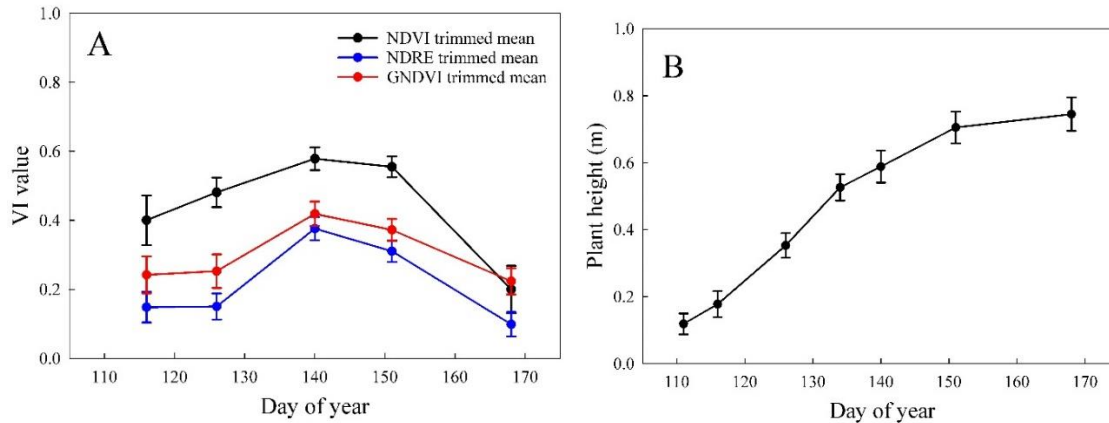 A
NDVI trimmed mean
NDRE trimmed mean
GNDVI trimmed mean
VI value
1.0
0.8
0.6
0.4
0.2
0.0
110 120 130 140 150 160 170
Day of year
B
Plant height (m)
1.0
0.8
0.6
0.4
0.2
0.0
110 120 130 140 150 160 170
Day of year